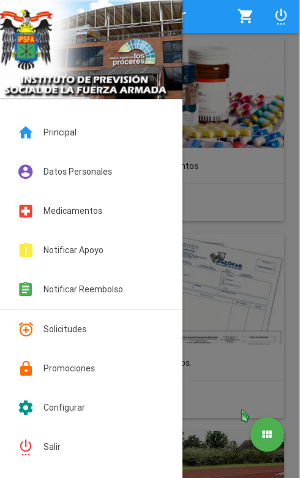 IPSFA
los
próceres
INSTITUTO DE PREVISIÓN
SOCIAL DE LA FUERZA ARMADA
Principal
Datos Personales
Medicamentos
Notificar Apoyo
Notificar Reembolso
Solicitudes
Promociones
Configurar
Salir
ntos
os.